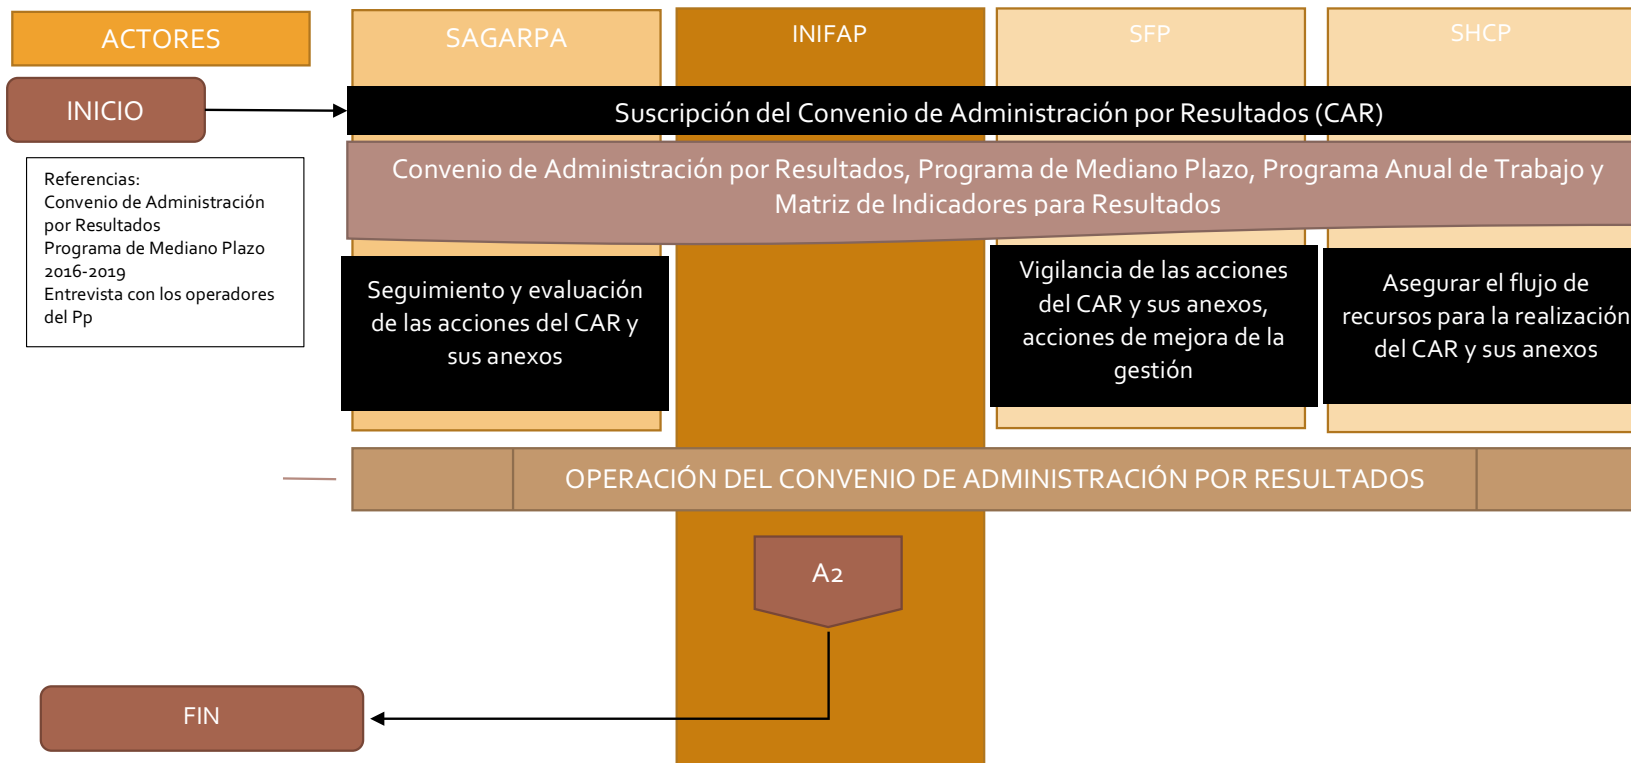 ACTORES
SAGARPA
INIFAP
SFP
SHCP
INICIO
Suscripción del Convenio de Administración por Resultados (CAR)
Convenio de Administración por Resultados, Programa de Mediano Plazo, Programa Anual de Trabajo y
Matriz de Indicadores para Resultados
Referencias:
Convenio de Administración
por Resultados
Programa de Mediano Plazo
2016-2019
Entrevista con los operadores
del Pp
Seguimiento y evaluación
de las acciones del CAR y
sus anexos
Vigilancia de las acciones
del CAR y sus anexos,
acciones de mejora de la
gestión
Asegurar el flujo de
recursos para la realización
del CAR y sus anexos
OPERACIÓN DEL CONVENIO DE ADMINISTRACIÓN POR RESULTADOS
A2
FIN